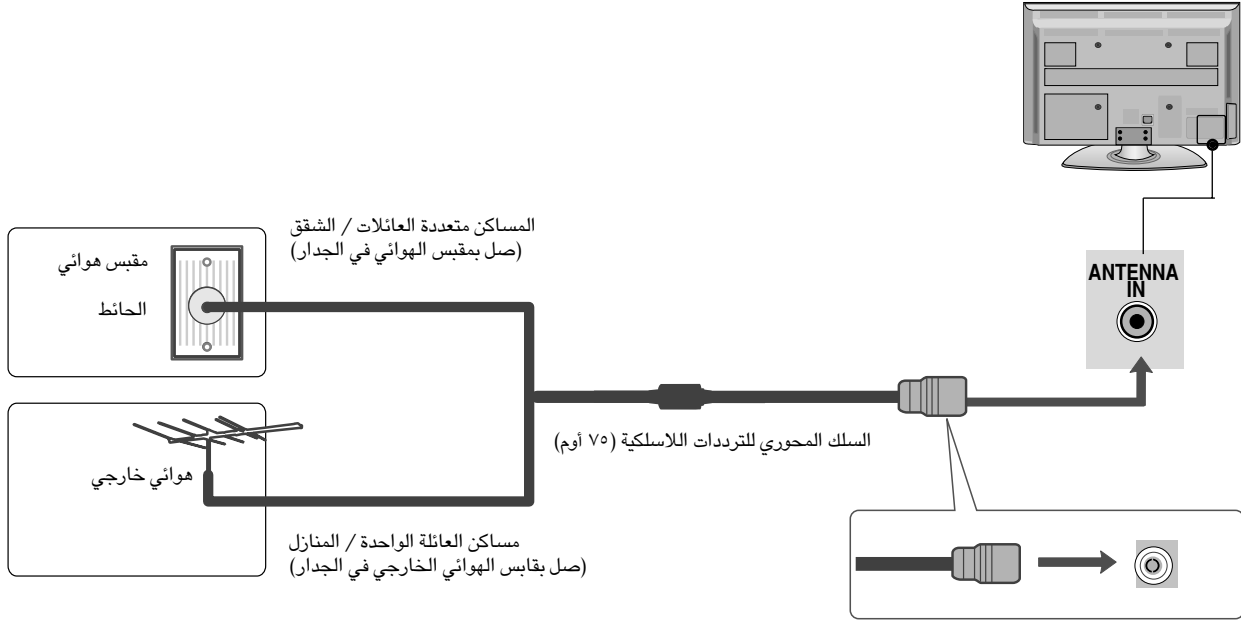 المساكن متعددة العائلات / الشقق
(صل بمقبس الهوائي في الجدار)
مقبس هوائي
الحائط
ANTENNA
IN
السلك المحوري للترددات اللاسلكية (٧٥ أوم)
هوائي خارجي
مساكن العائلة الواحدة / المنازل
(صل بقابس الهوائي الخارجي في الجدار)